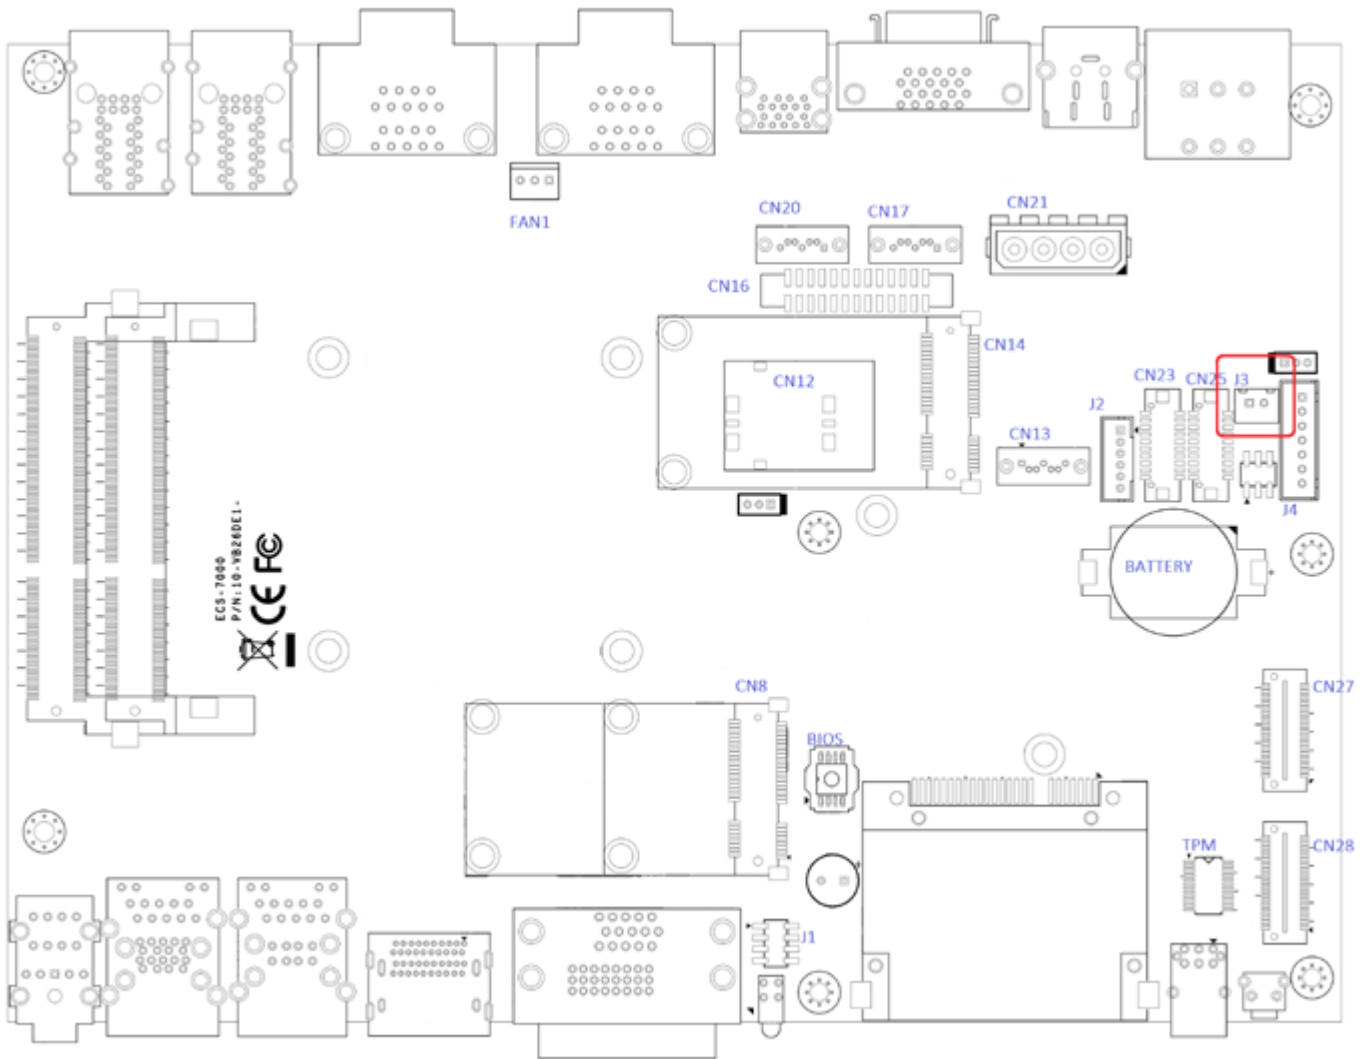 FAN1
CN20
CN17
CN21
CN16
CN14
CN12
CN23
CN25
J3
J2
CN13
J4
ECS-7000
P/N:10-VB26DE1-
CE FC
BATTERY
CN8
CN27
BIOS
TPM
CN28
J1